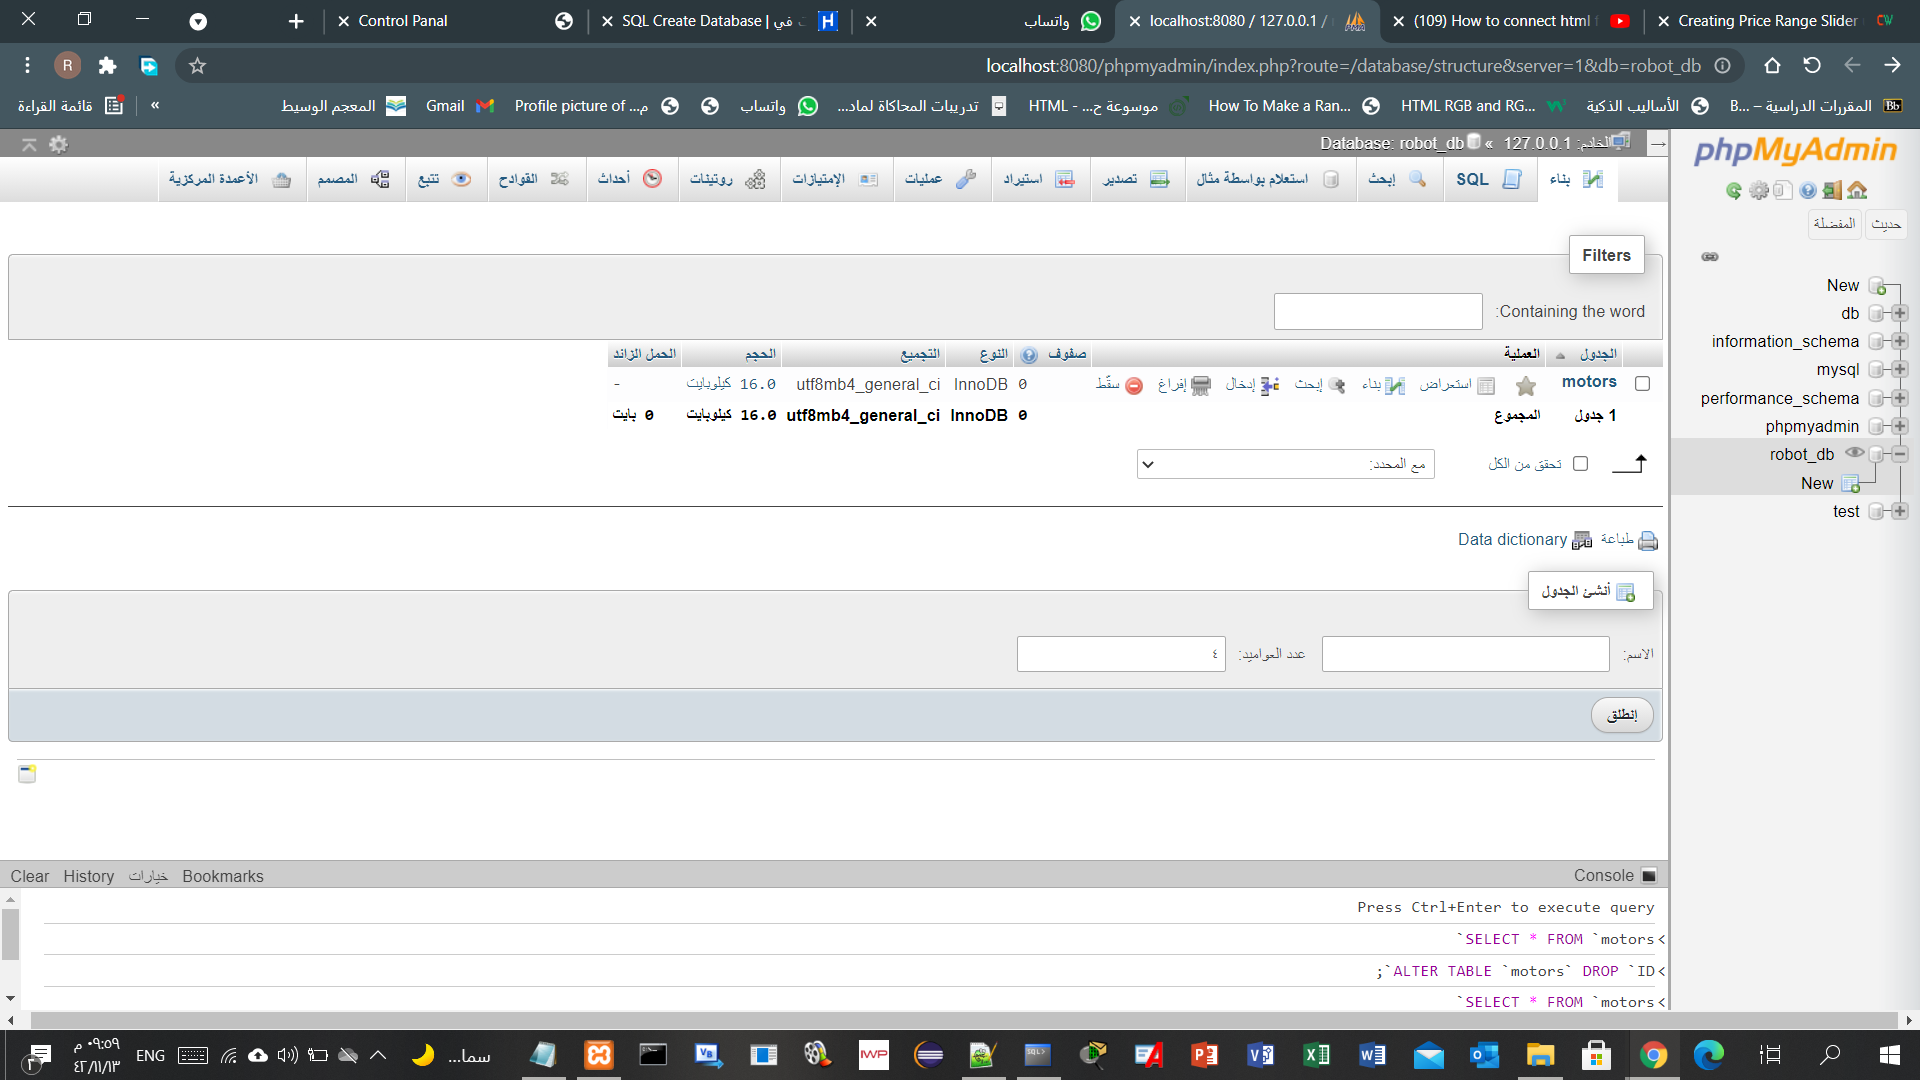 Control Panel
SQL Create Database | في
واتساب
localhost:8080 / 127.0.0.1 /
(109) How to connect html
Creating Price Range Slider
R
localhost:8080/phpmyadmin/index.php?route=/database/structure&server=1&db=robot_db
المقررات الدراسية – B...
الأساليب الذكية
HTML RGB and RG...
How To Make a Ran...
موسوعة ح... - HTML
تدريبات المحاكاة لماد...
واتساب
Profile picture of ...م
Gmail
المعجم الوسيط
»
قائمة القراءة
phpMyAdmin
حديث
المفضلة
New
db
information_schema
mysql
performance_schema
phpmyadmin
robot_db
New
test
الخادم: 127.0.0.1 » Database: robot_db
بناء
SQL
إبحث
استعلام بواسطة مثال
تصدير
استيراد
عمليات
الإمتيازات
روتينات
أحداث
القوادح
تتبع
المصمم
الأعمدة المركزية
Filters
Containing the word:
الجدول العملية صفوف النوع التجميع الحجم الحمل الزائد
motors استعراض بناء إبحث إدخال إفراغ سقّط 0 InnoDB utf8mb4_general_ci 16.0 كيلوبايت -
1 جدول المجموع 0 InnoDB utf8mb4_general_ci 16.0 كيلوبايت 0 بايت
تحقق من الكل
مع المحدد:
طباعة Data dictionary
أنشئ الجدول
الاسم:
عدد العواميد: ٤
إنطلق
Console
Bookmarks خيارات History Clear
Press Ctrl+Enter to execute query
>SELECT * FROM `motors`
>ALTER TABLE `motors` DROP `ID`;
>SELECT * FROM `motors`
سما...
ENG
٠٩:٥٩ م
٤٢/١١/١٣